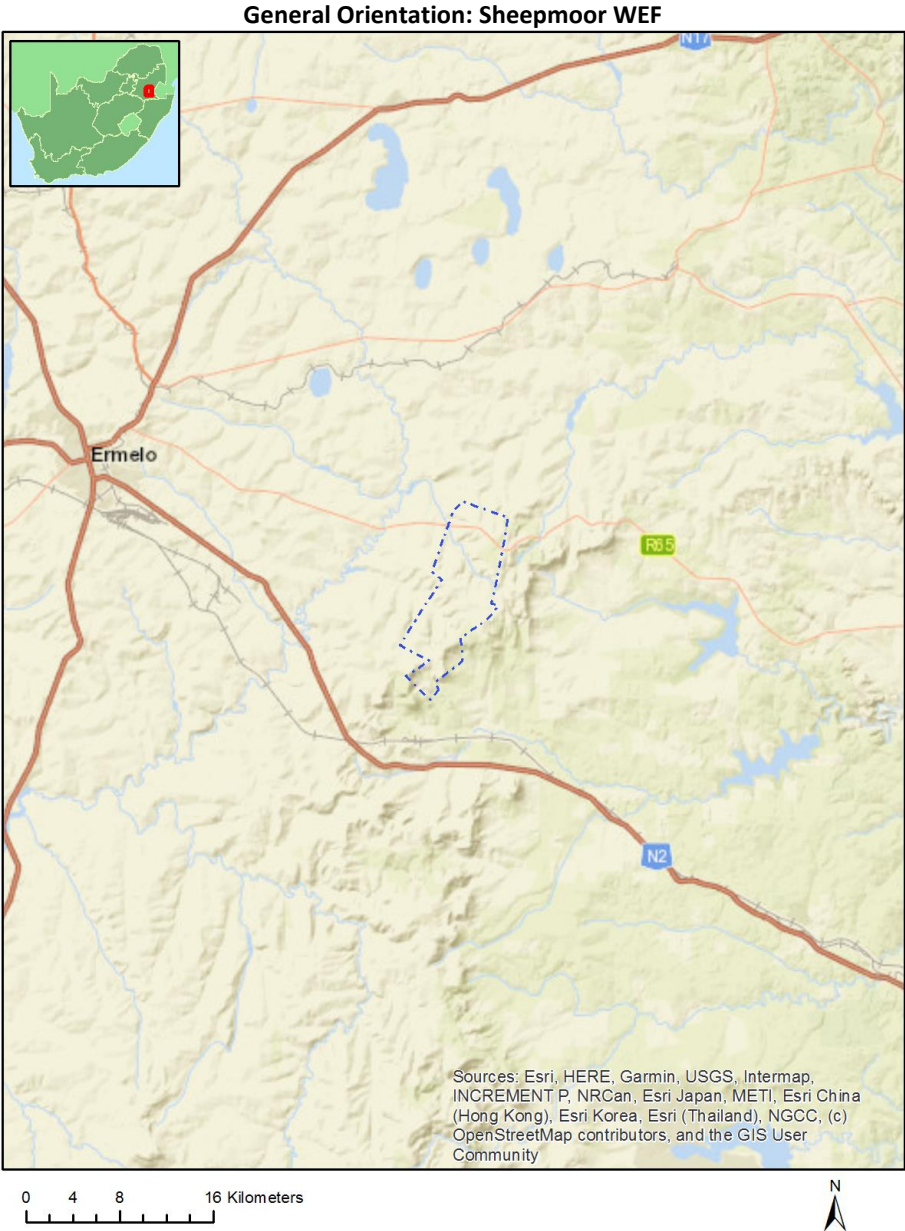 General Orientation: Sheepmoor WEF
N17
Ermelo
R65
N2
Sources: Esri, HERE, Garmin, USGS, Intermap,
INCREMENT P, NRCan, Esri Japan, METI, Esri China
(Hong Kong), Esri Korea, Esri (Thailand), NGCC, (c)
OpenStreetMap contributors, and the GIS User
Community
0 4 8 16 Kilometers
N